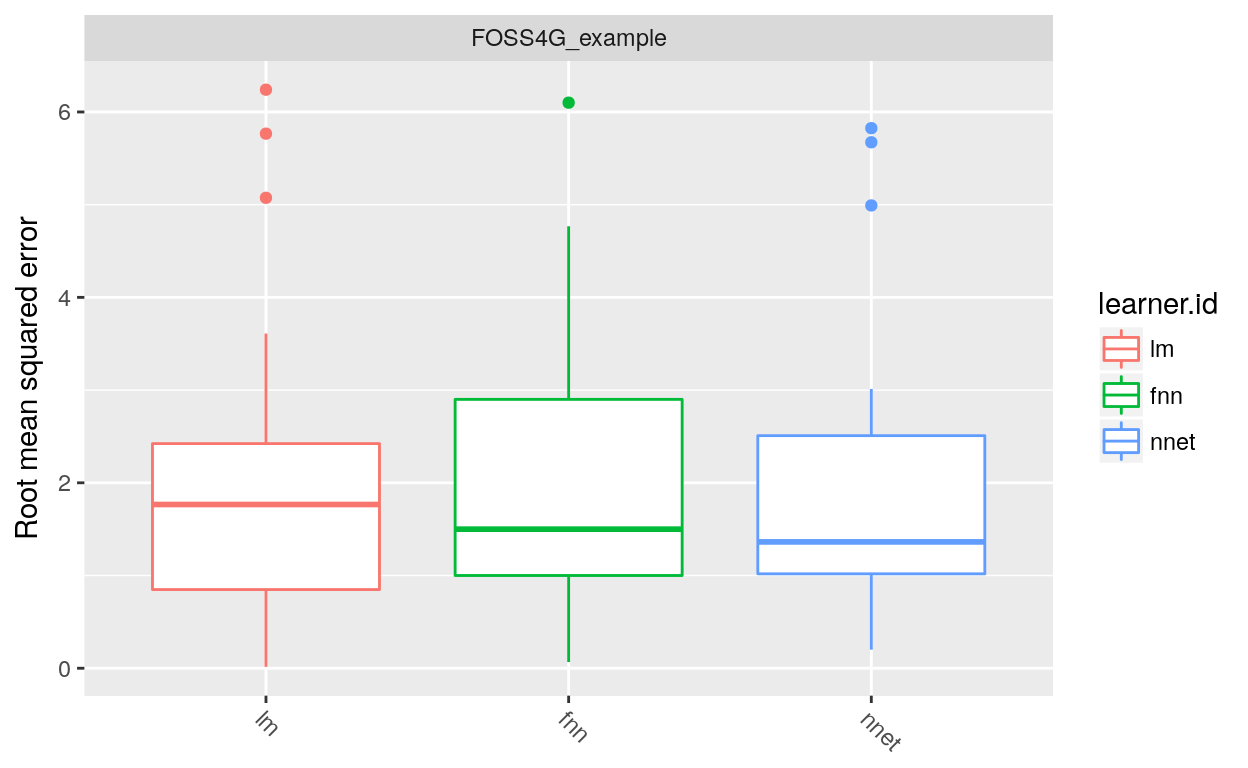 FOSS4G_example
Root mean squared error
6
4
2
0
lm
fnn
nnet
learner.id
lm
fnn
nnet